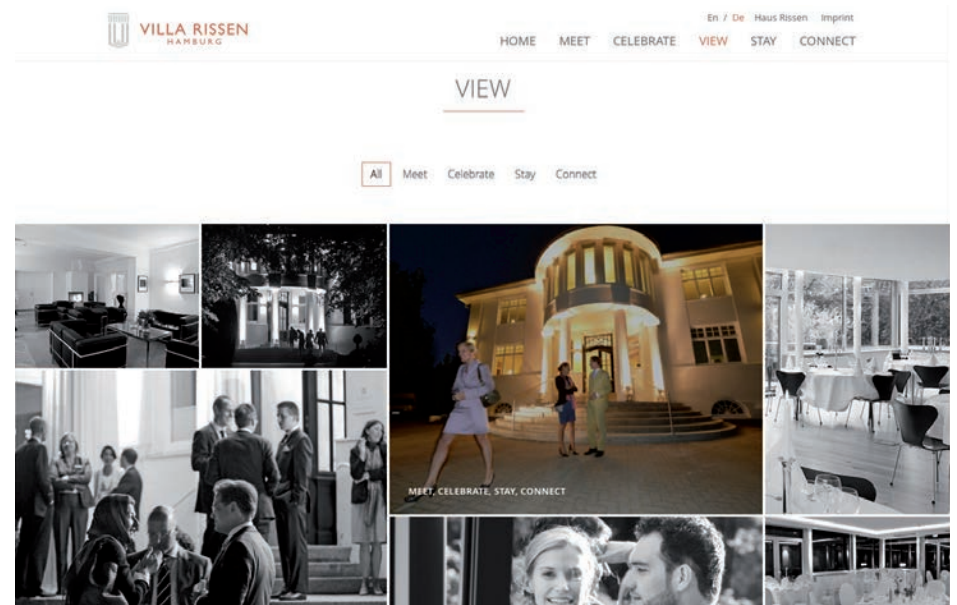 VILLA RISSEN
HAMBURG
En / De Haus Rissen Imprint
HOME MEET CELEBRATE VIEW STAY CONNECT
VIEW
All Meet Celebrate Stay Connect
MEET, CELEBRATE, STAY, CONNECT